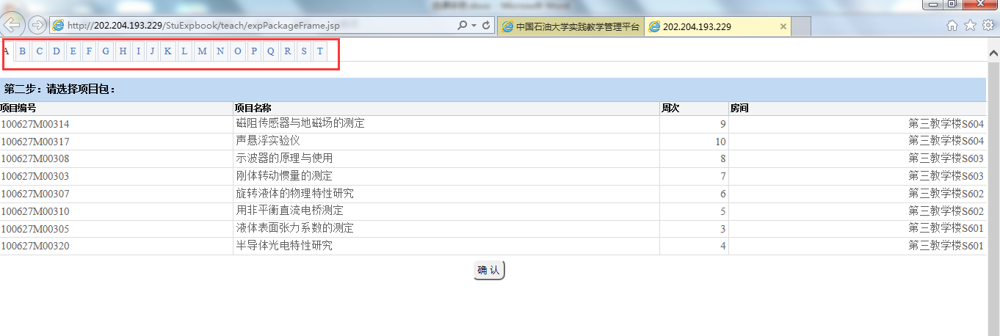 http://202.204.193.229/StuExpbook/teach/expPackageFrame.jsp
中国石油大学实践教学管理平台
202.204.193.229
A B C D E F G H I J K L M N O P Q R S T
第二步：请选择项目包：
项目编号 项目名称 周次 房间
100627M00314 磁阻传感器与地磁场的测定 9 第三教学楼S604
100627M00317 声悬浮实验仪 10 第三教学楼S604
100627M00308 示波器的原理与使用 8 第三教学楼S603
100627M00303 刚体转动惯量的测定 7 第三教学楼S603
100627M00307 旋转液体的物理特性研究 6 第三教学楼S602
100627M00310 用非平衡直流电桥测定 5 第三教学楼S602
100627M00305 液体表面张力系数的测定 3 第三教学楼S601
100627M00320 半导体光电特性研究 4 第三教学楼S601
确 认